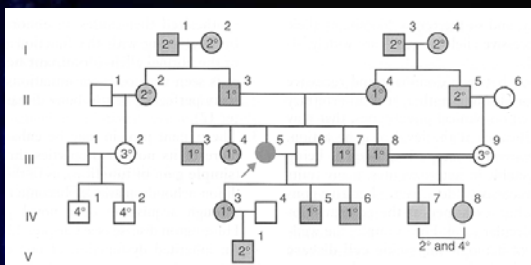 1 2 3 4
I 2° 2° 2° 2°
1 2 3 4 5 6
II 2° 1° 1° 2°
1 2 3 4 5 6 7 8 9
III 3° 1° 1° 1° 1° 3°
1 2 3 4 5 6 7 8
IV 4° 4° 1° 1° 1°
2° and 4°
1
V 2°